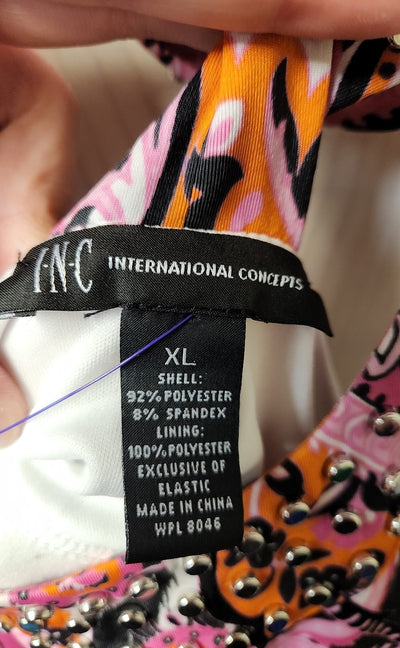 I·N·C INTERNATIONAL CONCEPTS
XL
SHELL:
92% POLYESTER
8% SPANDEX
LINING:
100% POLYESTER
EXCLUSIVE OF
ELASTIC
MADE IN CHINA
WPL 8046